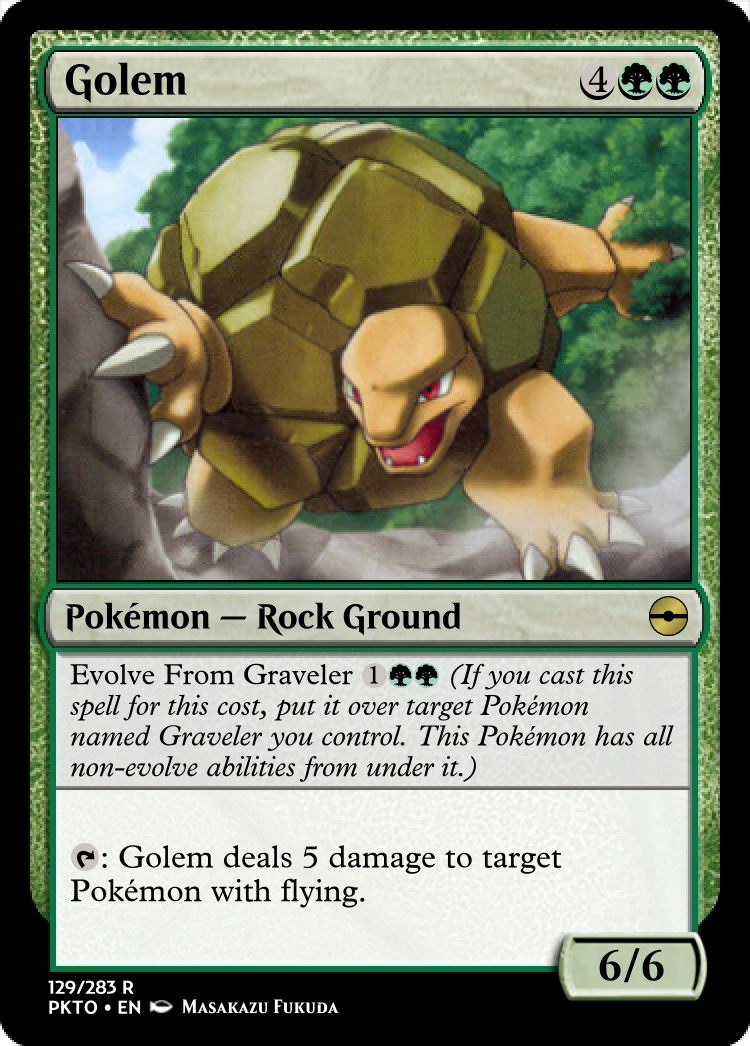 Golem 4
Pokémon — Rock Ground
Evolve From Graveler 1 (If you cast this
spell for this cost, put it over target Pokémon
named Graveler you control. This Pokémon has all
non-evolve abilities from under it.)
: Golem deals 5 damage to target
Pokémon with flying.
6/6
129/283 R
PKTO • EN Masakazu Fukuda